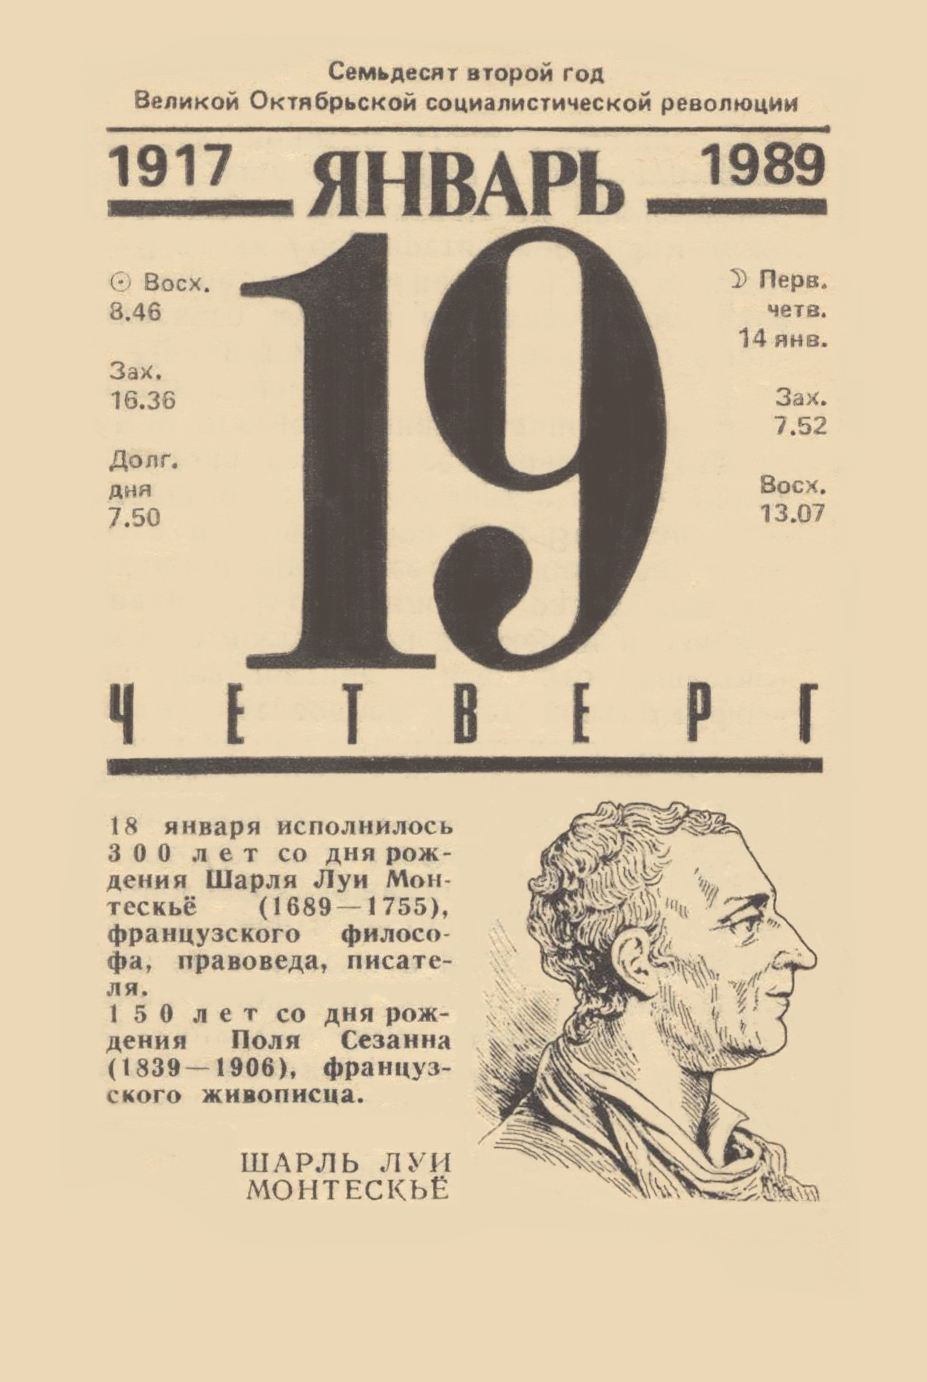 Семьдесят второй год
Великой Октябрьской социалистической революции
1917 ЯНВАРЬ 1989
19
☉ Восх.
8.46
Зах.
16.36
Долг.
дня
7.50
☽ Перв.
четв.
14 янв.
Зах.
7.52
Восх.
13.07
ЧЕТВЕРГ
18 января исполнилось
300 лет со дня рож-
дения Шарля Луи Мон-
тескьё (1689—1755),
французского филосо-
фа, правоведа, писате-
ля.
150 лет со дня рож-
дения Поля Сезанна
(1839—1906), француз-
ского живописца.
ШАРЛЬ ЛУИ
МОНТЕСКЬЁ